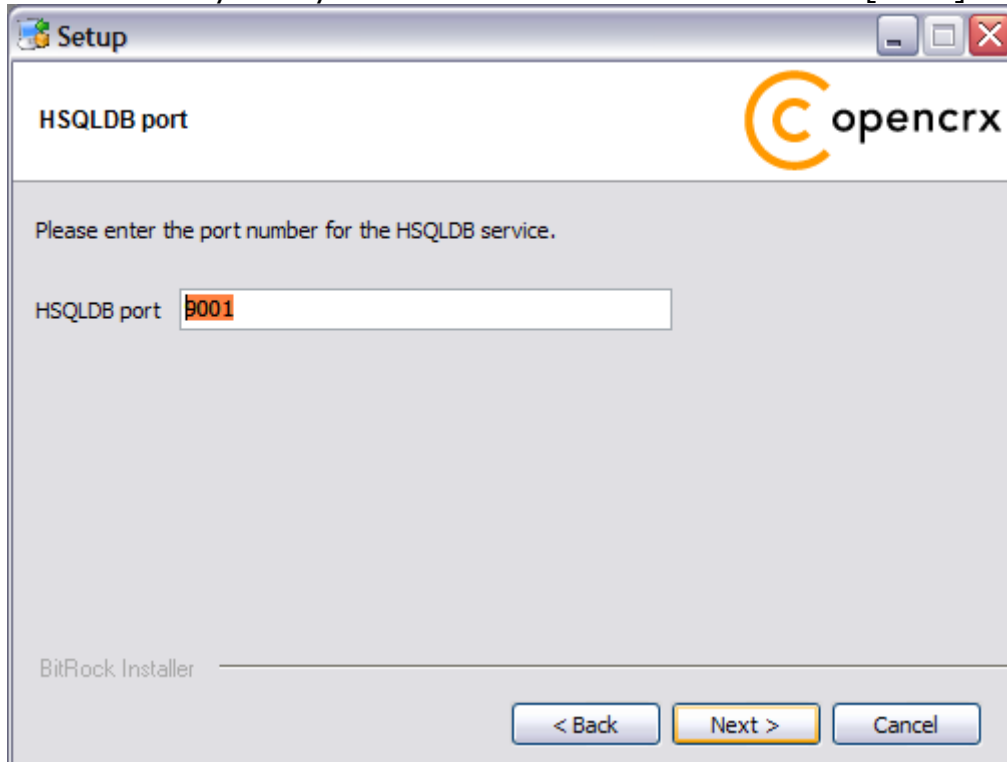 Setup
HSQLDB port
opencrx
Please enter the port number for the HSQLDB service.
HSQLDB port 9001
BitRock Installer
< Back Next > Cancel